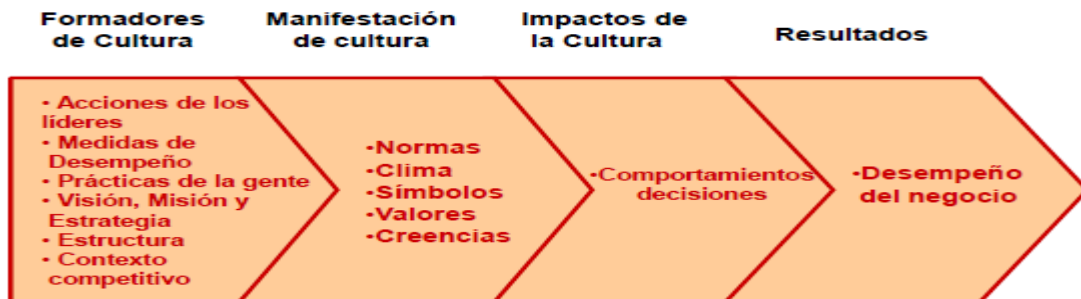 Formadores
de Cultura
Manifestación
de cultura
Impactos de
la Cultura
Resultados
• Acciones de los
líderes
• Medidas de
Desempeño
• Prácticas de la gente
• Visión, Misión y
Estrategia
• Estructura
• Contexto
competitivo
•Normas
•Clima
•Símbolos
•Valores
•Creencias
•Comportamientos
decisiones
•Desempeño
del negocio